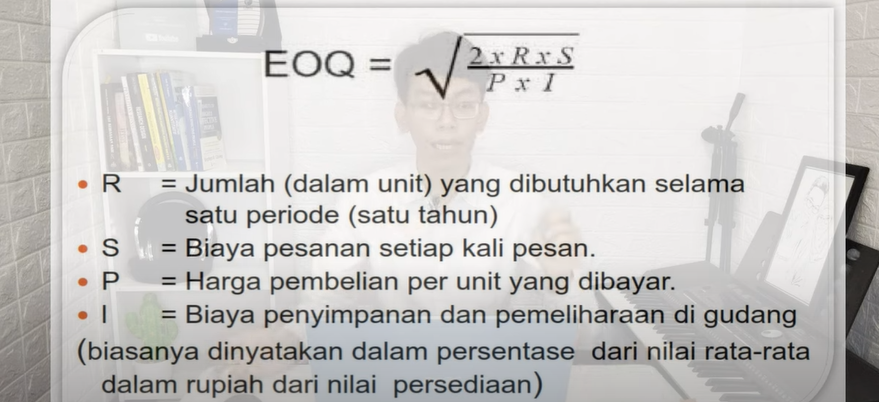 EOQ = √ 2 x R x S
P x I
• R = Jumlah (dalam unit) yang dibutuhkan selama
satu periode (satu tahun)
• S = Biaya pesanan setiap kali pesan.
• P = Harga pembelian per unit yang dibayar.
• I = Biaya penyimpanan dan pemeliharaan di gudang
(biasanya dinyatakan dalam persentase dari nilai rata-rata
dalam rupiah dari nilai persediaan)